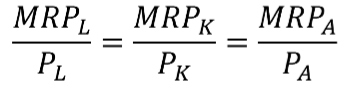 MRP_L / P_L = MRP_K / P_K = MRP_A / P_A